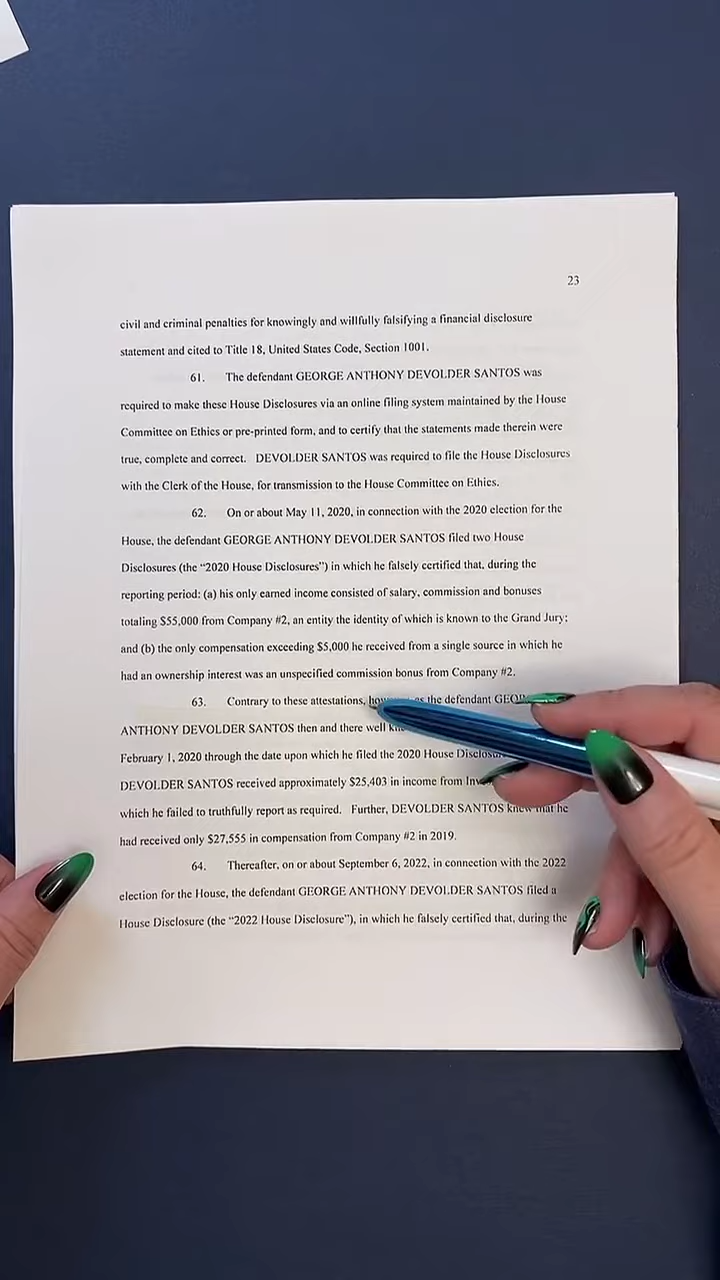 23
civil and criminal penalties for knowingly and willfully falsifying a financial disclosure
statement and cited to Title 18, United States Code, Section 1001.
61. The defendant GEORGE ANTHONY DEVOLDER SANTOS was
required to make these House Disclosures via an online filing system maintained by the House
Committee on Ethics or pre-printed form, and to certify that the statements made therein were
true, complete and correct. DEVOLDER SANTOS was required to file the House Disclosures
with the Clerk of the House, for transmission to the House Committee on Ethics.
62. On or about May 11, 2020, in connection with the 2020 election for the
House, the defendant GEORGE ANTHONY DEVOLDER SANTOS filed two House
Disclosures (the “2020 House Disclosures”) in which he falsely certified that, during the
reporting period: (a) his only earned income consisted of salary, commission and bonuses
totaling $55,000 from Company #2, an entity the identity of which is known to the Grand Jury;
and (b) the only compensation exceeding $5,000 he received from a single source in which he
had an ownership interest was an unspecified commission bonus from Company #2.
63. Contrary to these attestations, the defendant
ANTHONY DEVOLDER SANTOS then and there well
February 1, 2020 through the date upon which he filed the 2020 House
DEVOLDER SANTOS received approximately $25,403 in income from
which he failed to truthfully report as required. Further, DEVOLDER SANTOS knew that he
had received only $27,555 in compensation from Company #2 in 2019.
64. Thereafter, on or about September 6, 2022, in connection with the 2022
election for the House, the defendant GEORGE ANTHONY DEVOLDER SANTOS filed a
House Disclosure (the “2022 House Disclosure”), in which he falsely certified that, during the